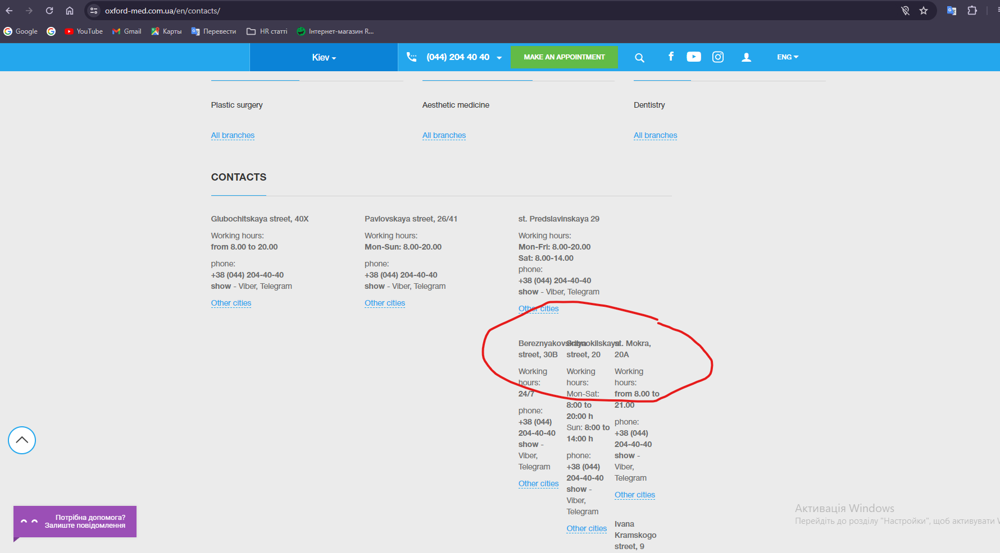 oxford-med.com.ua/en/contacts/
Google
YouTube
Gmail
Карты
Перевести
HR статті
Інтернет-магазин R...
Kiev
(044) 204 40 40
MAKE AN APPOINTMENT
ENG
Plastic surgery
Aesthetic medicine
Dentistry
All branches
All branches
All branches
CONTACTS
Glubochitskaya street, 40X
Working hours:
from 8.00 to 20.00
phone:
+38 (044) 204-40-40
show - Viber, Telegram
Other cities
Pavlovskaya street, 26/41
Working hours:
Mon-Sun: 8.00-20.00
phone:
+38 (044) 204-40-40
show - Viber, Telegram
Other cities
st. Predslavinskaya 29
Working hours:
Mon-Fri: 8.00-20.00
Sat: 8.00-14.00
phone:
+38 (044) 204-40-40
show - Viber, Telegram
Other cities
street, 30B
Working
hours:
24/7
phone:
+38 (044)
204-40-40
show -
Viber,
Telegram
Other cities
street, 20
Working
hours:
Mon-Sat:
8:00 to
20:00 h
Sun: 8:00 to
14:00 h
phone:
+38 (044)
204-40-40
show -
Viber,
Telegram
Other cities
st. Mokra,
20A
Working
hours:
from 8.00 to
21.00
phone:
+38 (044)
204-40-40
show -
Viber,
Telegram
Other cities
Ivana
Kramskogo
street, 9
Потрібна допомога?
Залиште повідомлення
Активація Windows
Перейдіть до розділу "Настройки", щоб активувати